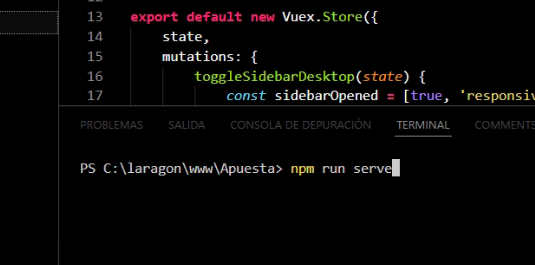 13 export default new Vuex.Store({
14 state,
15 mutations: {
16 toggleSidebarDesktop(state) {
17 const sidebarOpened = [true, 'responsiv
PROBLEMAS SALIDA CONSOLA DE DEPURACIÓN TERMINAL COMMENTS
PS C:\laragon\www\Apuesta> npm run serve